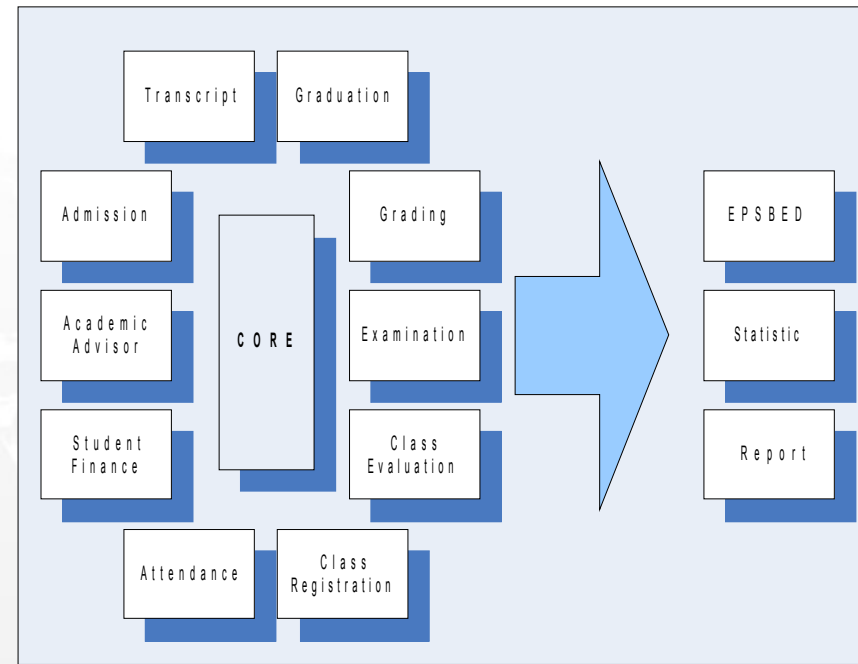 Transcript
Graduation
Admission
Grading
EPSBED
CORE
Academic
Advisor
Examination
Statistic
Student
Finance
Class
Evaluation
Report
Attendance
Class
Registration